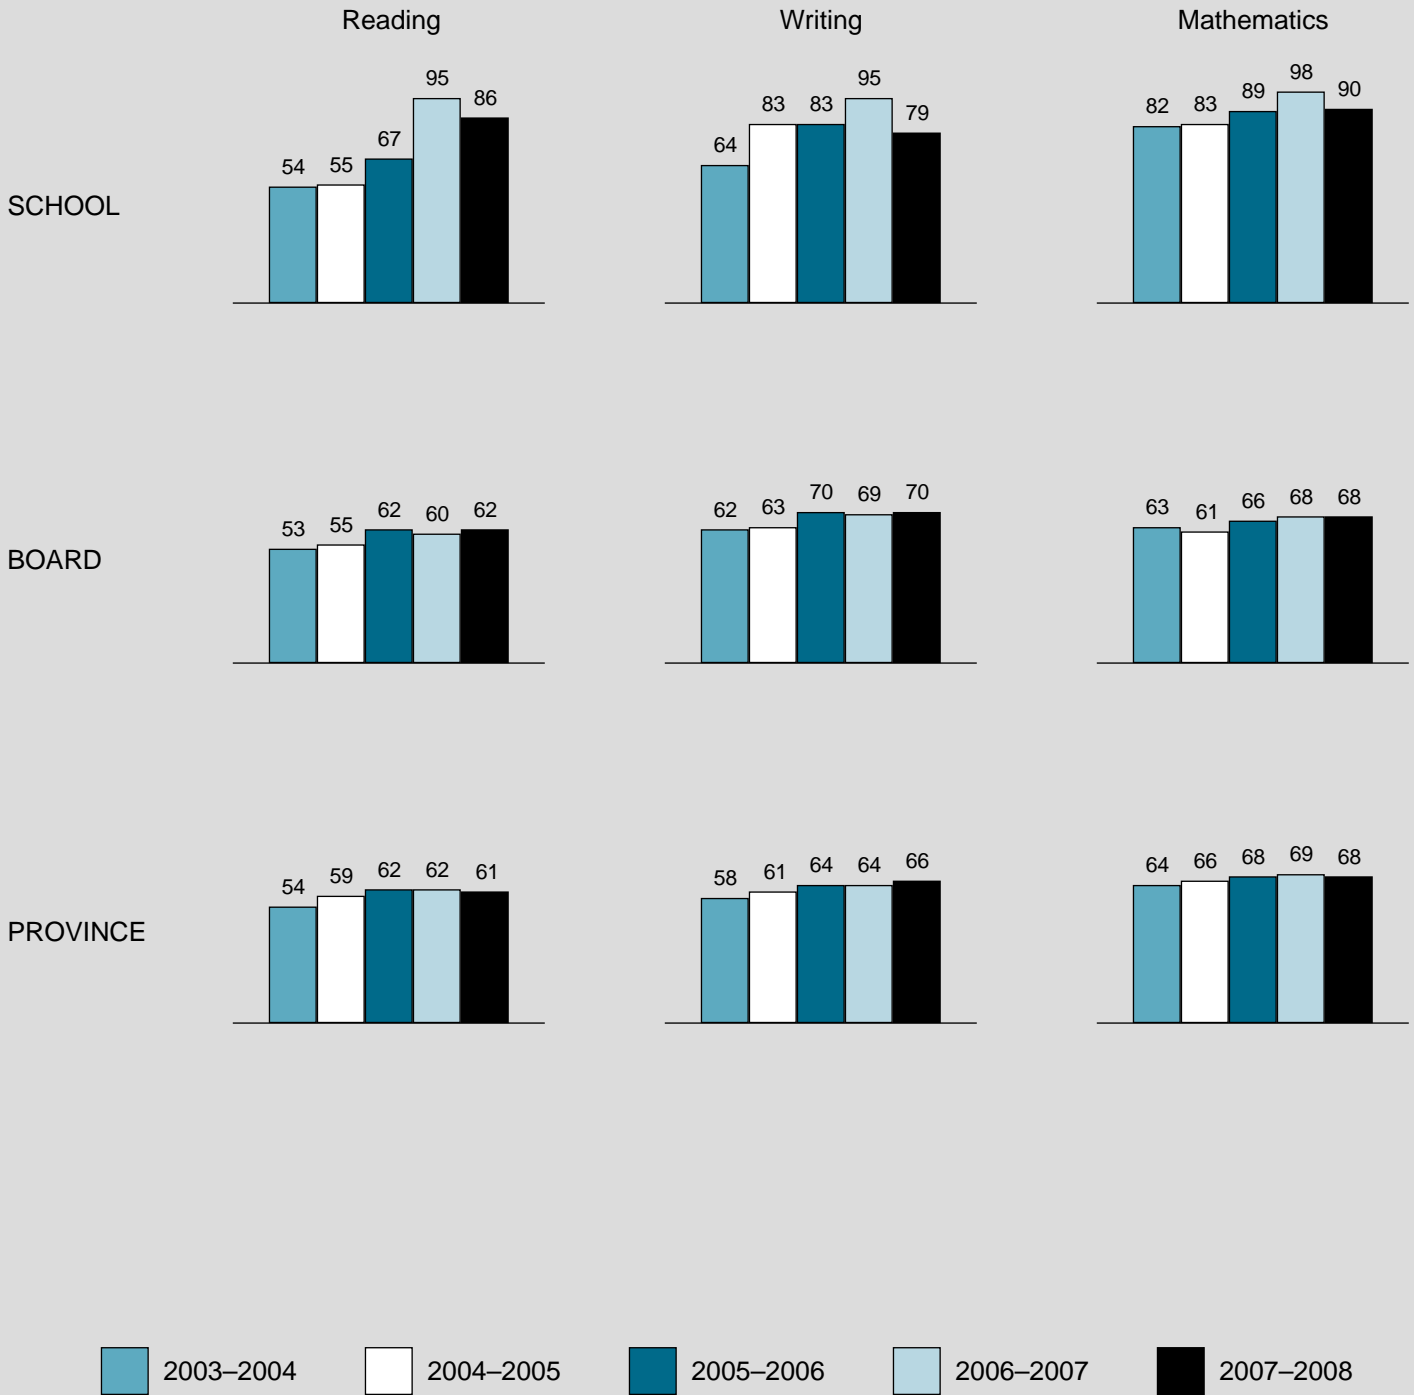 Reading Writing Mathematics
SCHOOL
54 55 67 95 86
64 83 83 95 79
82 83 89 98 90
BOARD
53 55 62 60 62
62 63 70 69 70
63 61 66 68 68
PROVINCE
54 59 62 62 61
58 61 64 64 66
64 66 68 69 68
2003–2004 2004–2005 2005–2006 2006–2007 2007–2008